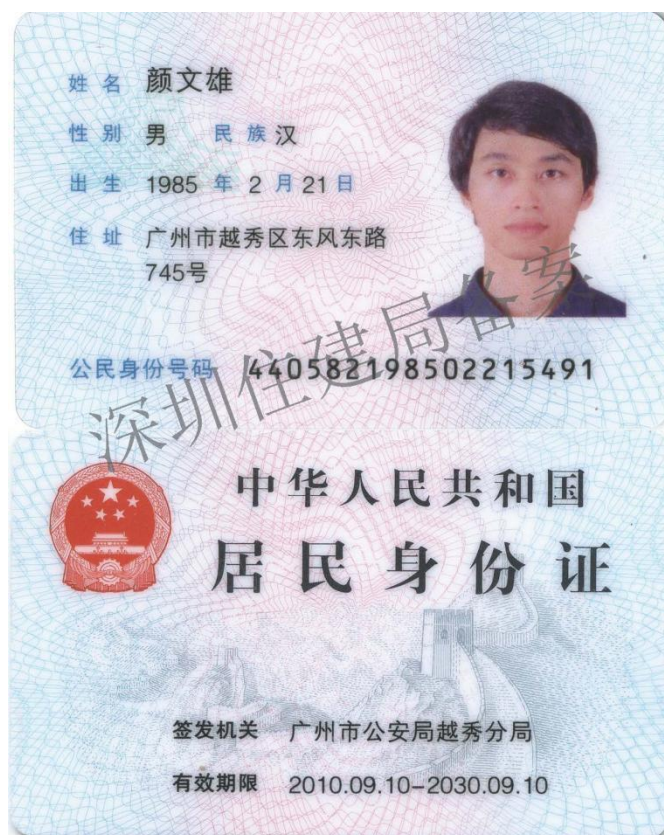 姓名 颜文雄
性别 男 民族 汉
出生 1985 年 2 月 21 日
住址 广州市越秀区东风东路
745号
公民身份号码 440582198502215491
深圳住建局备案
中华人民共和国
居民身份证
签发机关 广州市公安局越秀分局
有效期限 2010.09.10-2030.09.10